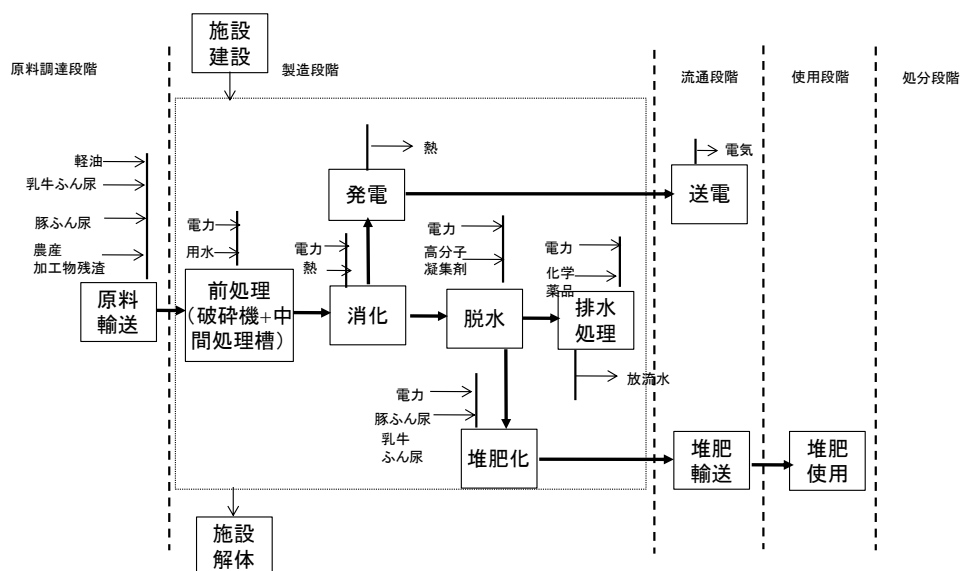 施設
建設
原料調達段階
製造段階
流通段階
使用段階
処分段階
軽油
乳牛ふん尿
豚ふん尿
農産
加工物残渣
熱
発電
電気
送電
電力
用水
電力
熱
電力
高分子
凝集剤
電力
化学
薬品
原料
輸送
前処理
（破砕機+中
間処理槽）
消化
脱水
排水
処理
放流水
電力
豚ふん尿
乳牛
ふん尿
堆肥化
堆肥
輸送
堆肥
使用
施設
解体